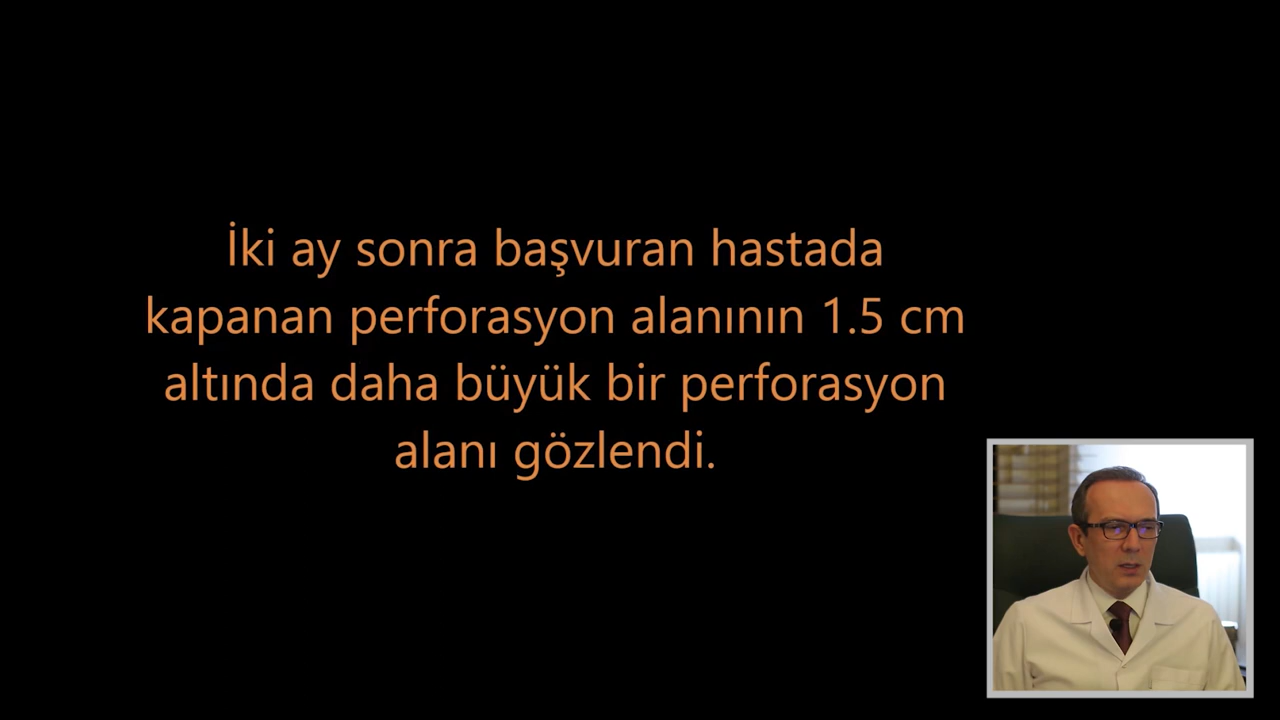 İki ay sonra başvuran hastada
kapanan perforasyon alanının 1.5 cm
altında daha büyük bir perforasyon
alanı gözlendi.